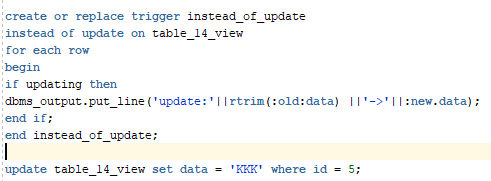 create or replace trigger instead_of_update
instead of update on table_14_view
for each row
begin
if updating then
dbms_output.put_line('update:'||rtrim(:old:data) ||'->'||:new.data);
end if;
end instead_of_update;
update table_14_view set data = 'KKK' where id = 5;